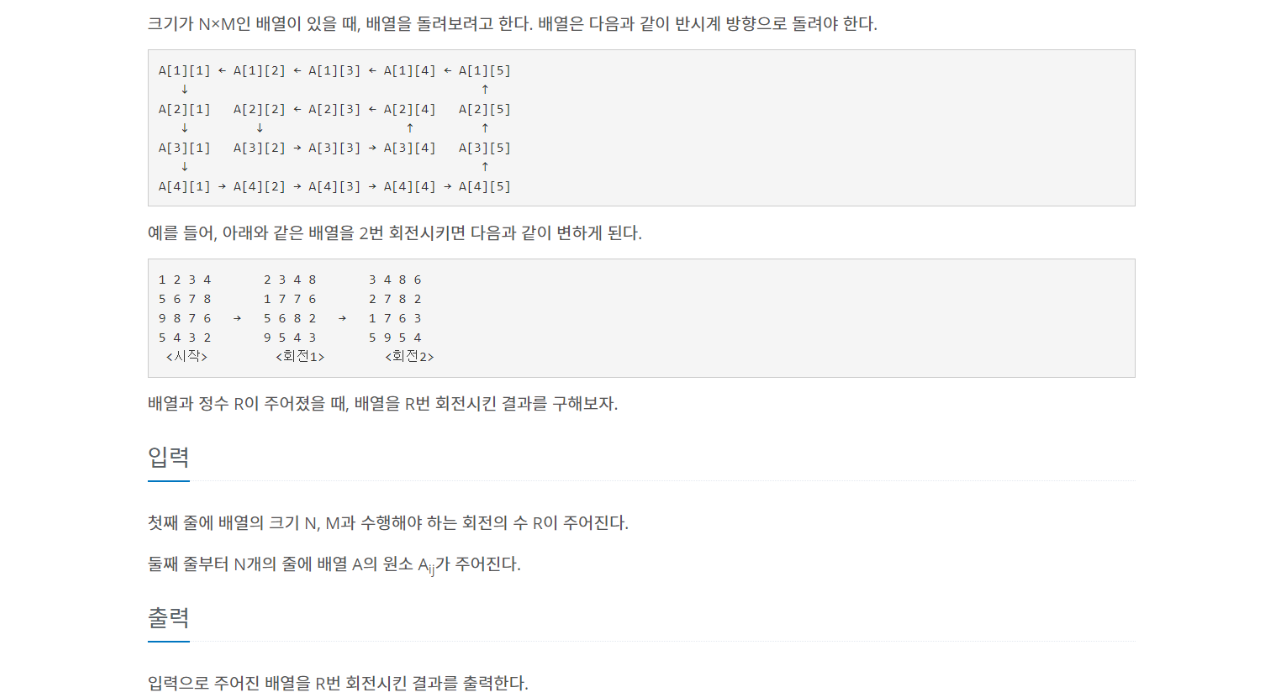 크기가 N×M인 배열이 있을 때, 배열을 돌려보려고 한다. 배열은 다음과 같이 반시계 방향으로 돌려야 한다.
A[1][1] ← A[1][2] ← A[1][3] ← A[1][4] ← A[1][5]
   ↓                                       ↑
A[2][1]   A[2][2] ← A[2][3] ← A[2][4]   A[2][5]
   ↓         ↓                   ↑         ↑
A[3][1]   A[3][2] → A[3][3] → A[3][4]   A[3][5]
   ↓                                       ↑
A[4][1] → A[4][2] → A[4][3] → A[4][4] → A[4][5]
예를 들어, 아래와 같은 배열을 2번 회전시키면 다음과 같이 변하게 된다.
1 2 3 4       2 3 4 8       3 4 8 6
5 6 7 8       1 7 7 6       2 7 8 2
9 8 7 6   →   5 6 8 2   →   1 7 6 3
5 4 3 2       9 5 4 3       5 9 5 4
 <시작>         <회전1>        <회전2>
배열과 정수 R이 주어졌을 때, 배열을 R번 회전시킨 결과를 구해보자.
입력
첫째 줄에 배열의 크기 N, M과 수행해야 하는 회전의 수 R이 주어진다.
둘째 줄부터 N개의 줄에 배열 A의 원소 Aij가 주어진다.
출력
입력으로 주어진 배열을 R번 회전시킨 결과를 출력한다.